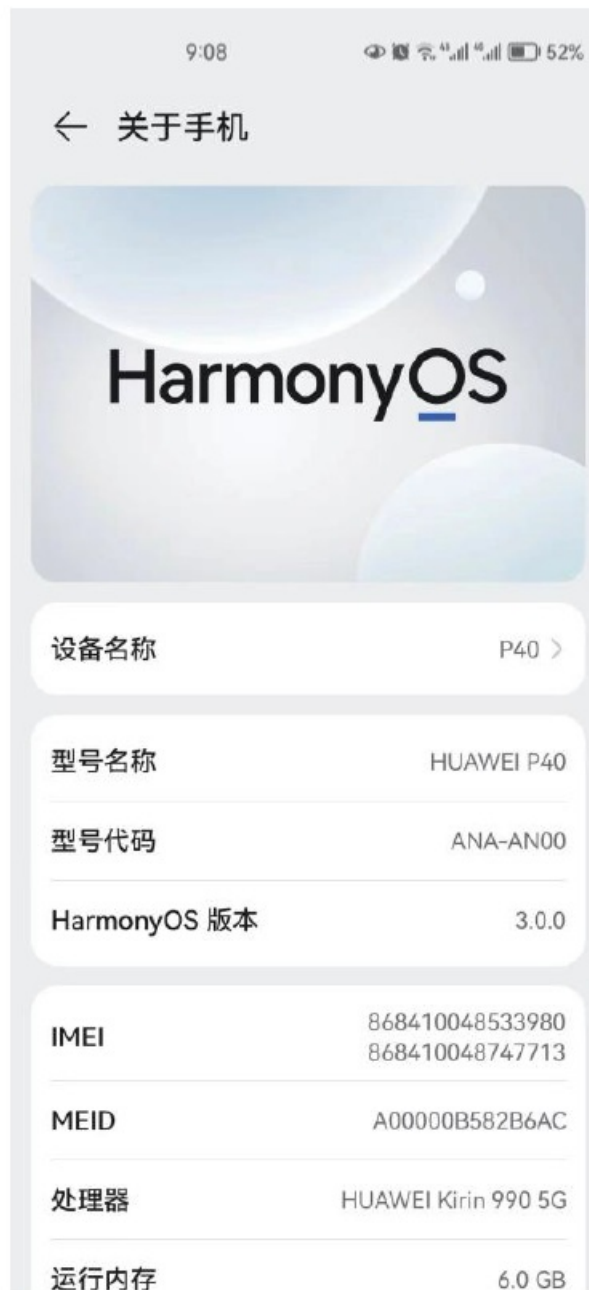 9:08
52%
关于手机
HarmonyOS
设备名称 P40
型号名称 HUAWEI P40
型号代码 ANA-AN00
HarmonyOS 版本 3.0.0
IMEI 868410048533980
868410048747713
MEID A00000B582B6AC
处理器 HUAWEI Kirin 990 5G
运行内存 6.0 GB